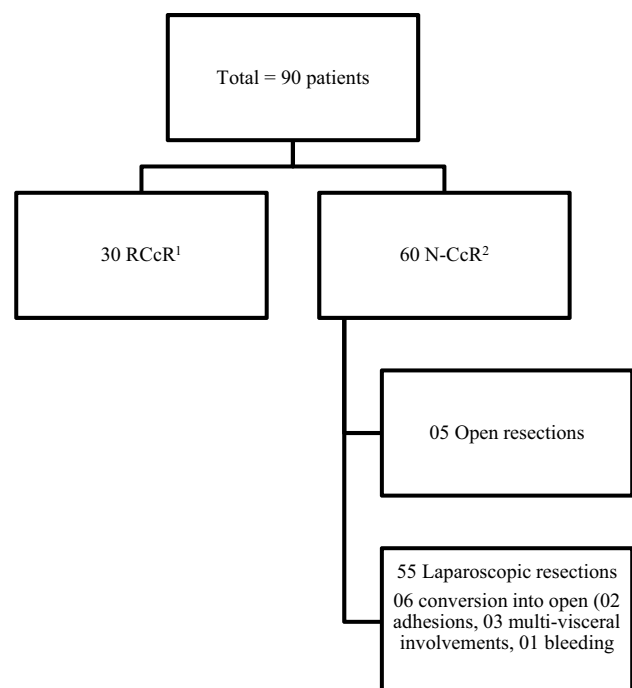 Total = 90 patients
30 RCcR¹
60 N-CcR²
05 Open resections
55 Laparoscopic resections
06 conversion into open (02
adhesions, 03 multi-visceral
involvements, 01 bleeding